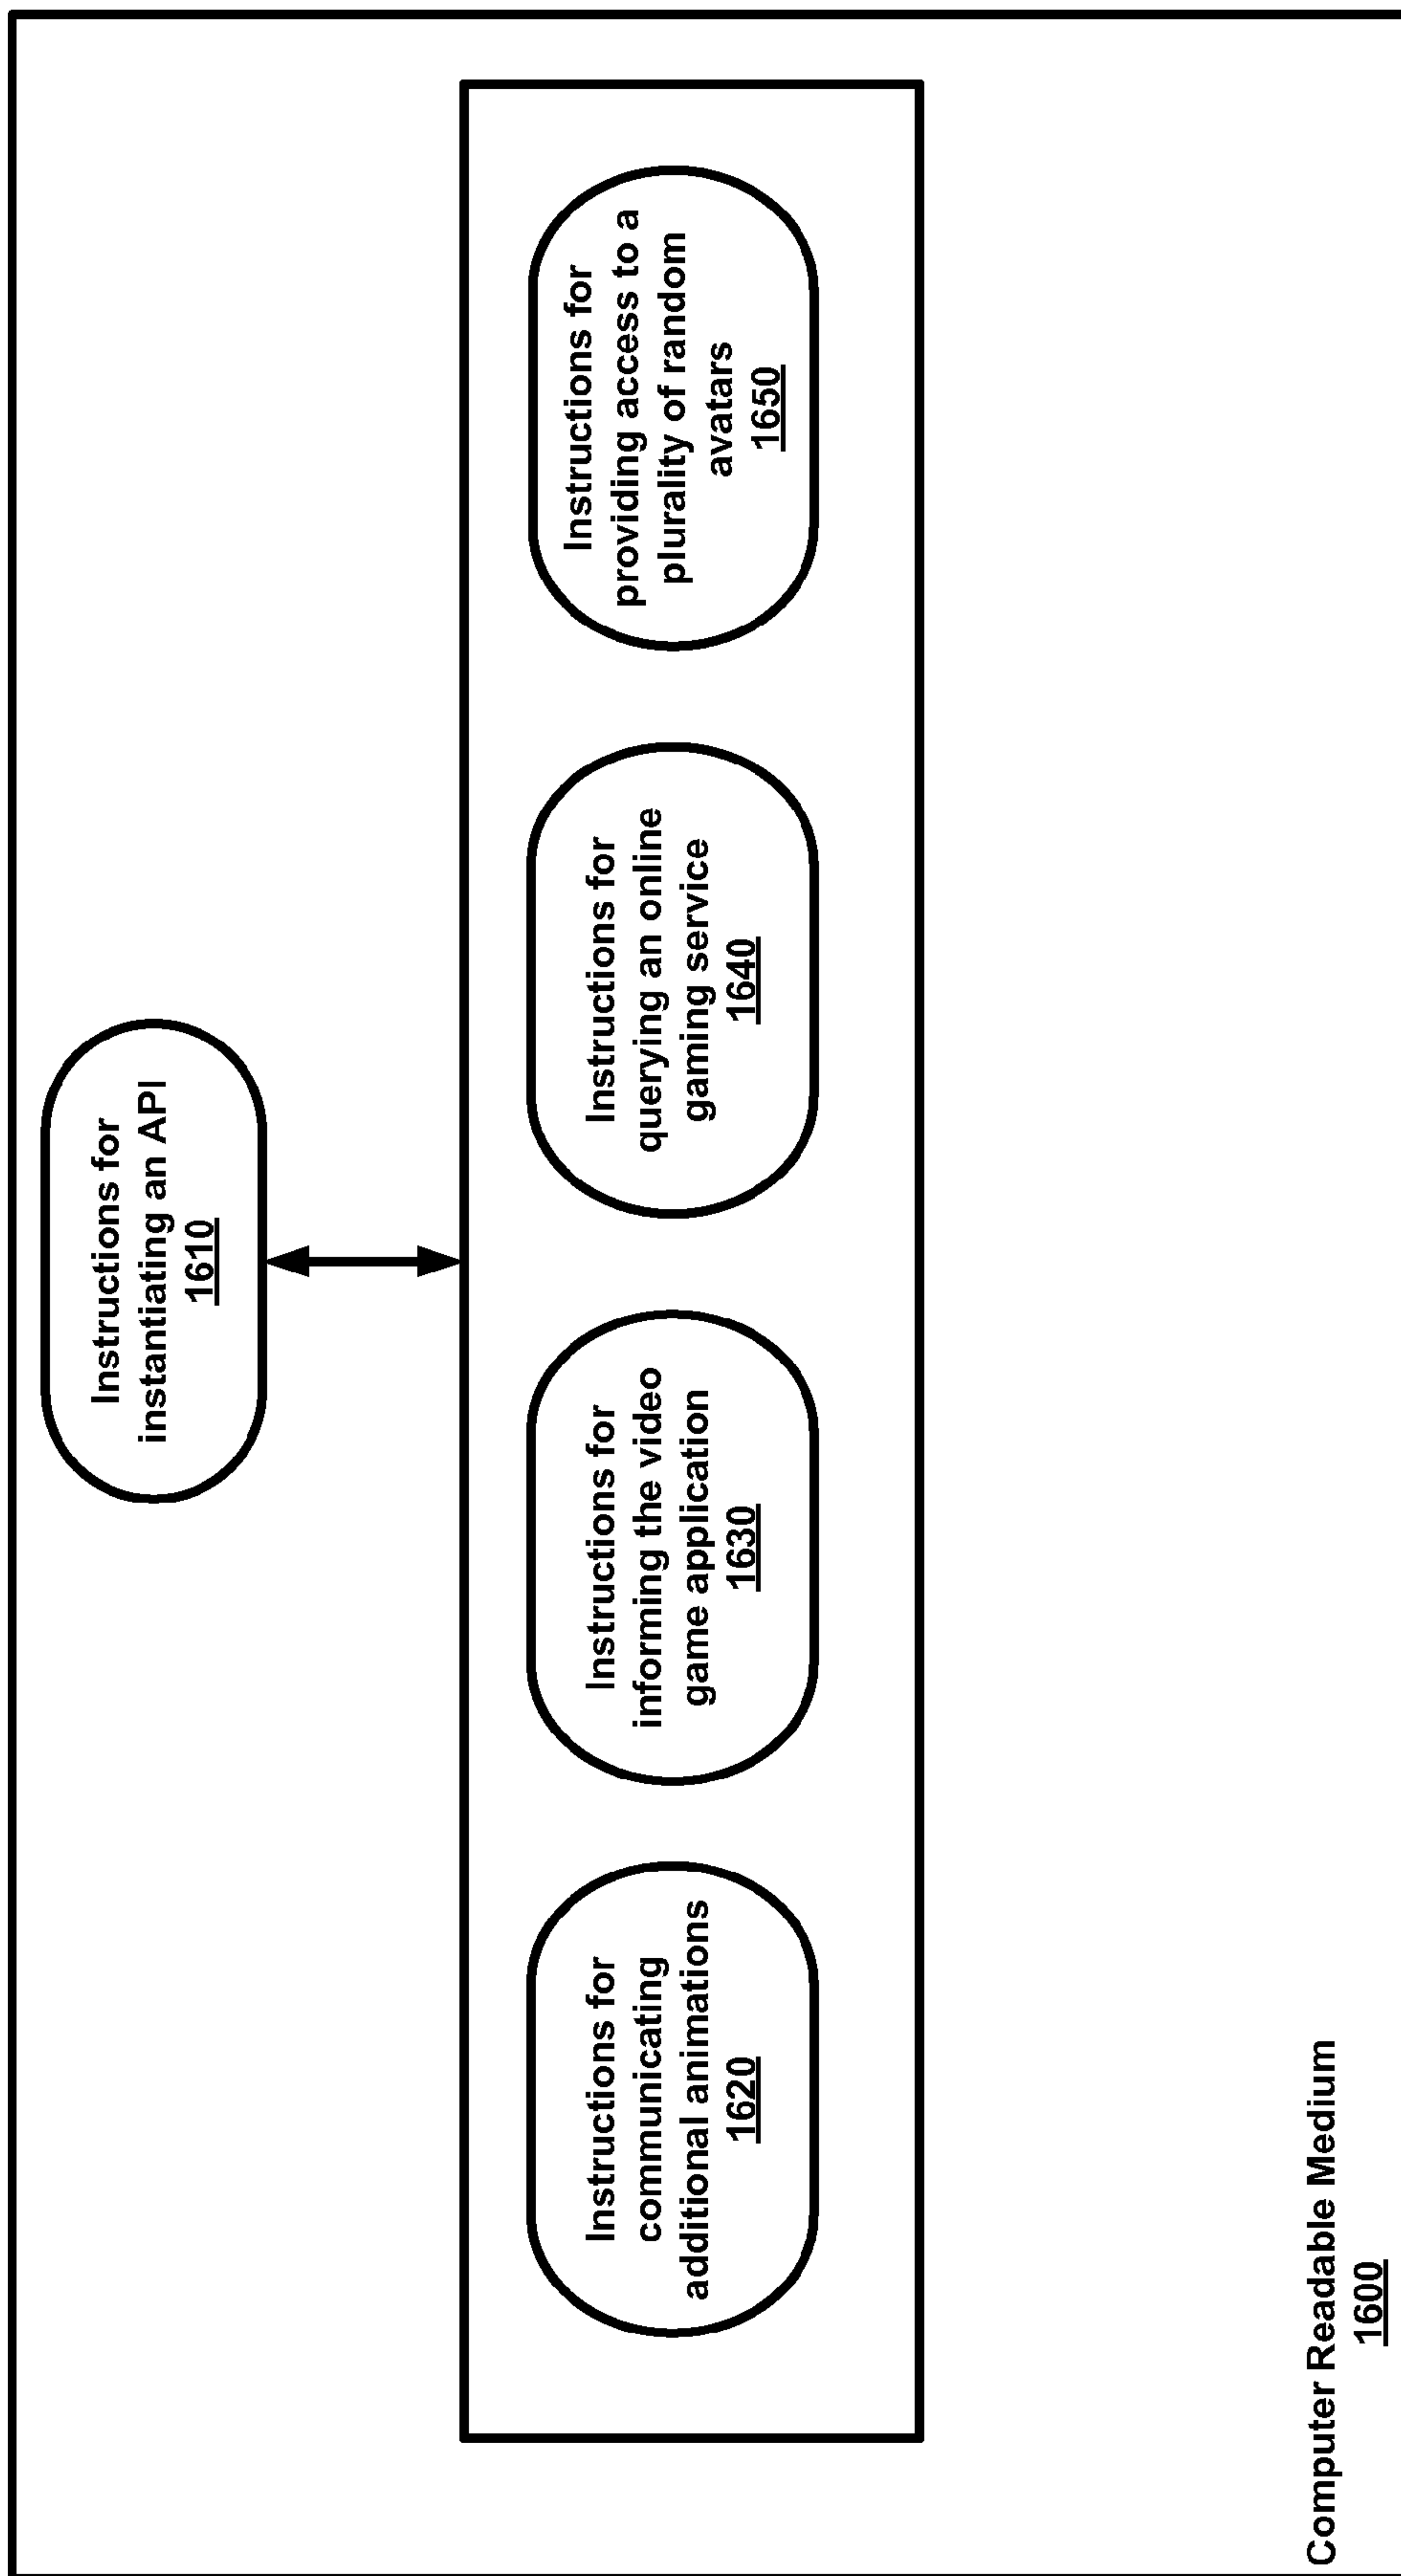 Instructions for
instantiating an API
1610
Instructions for
communicating
additional animations
1620
Instructions for
informing the video
game application
1630
Instructions for
querying an online
gaming service
1640
Instructions for
providing access to a
plurality of random
avatars
1650
Computer Readable Medium
1600